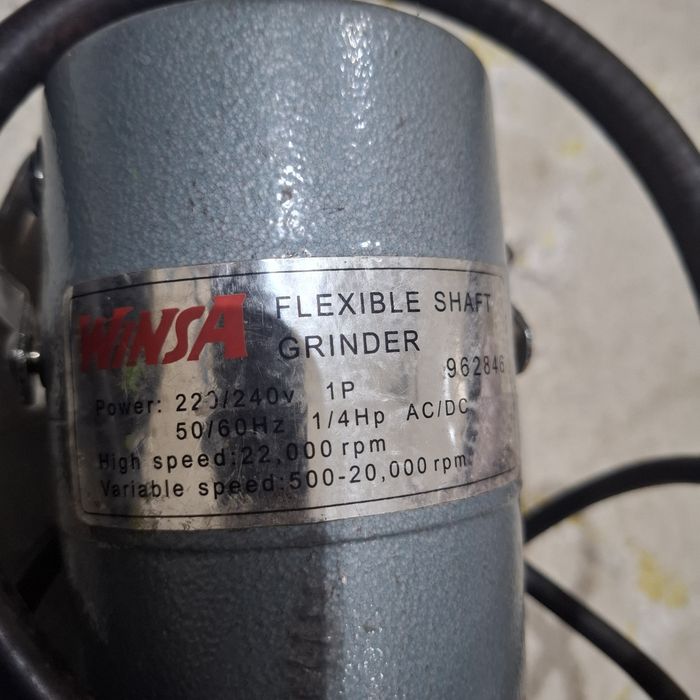 WINSA
FLEXIBLE SHAFT
GRINDER
962846
Power: 220/240v 1P
50/60Hz 1/4Hp AC/DC
High speed:22,000 rpm
Variable speed:500-20,000 rpm